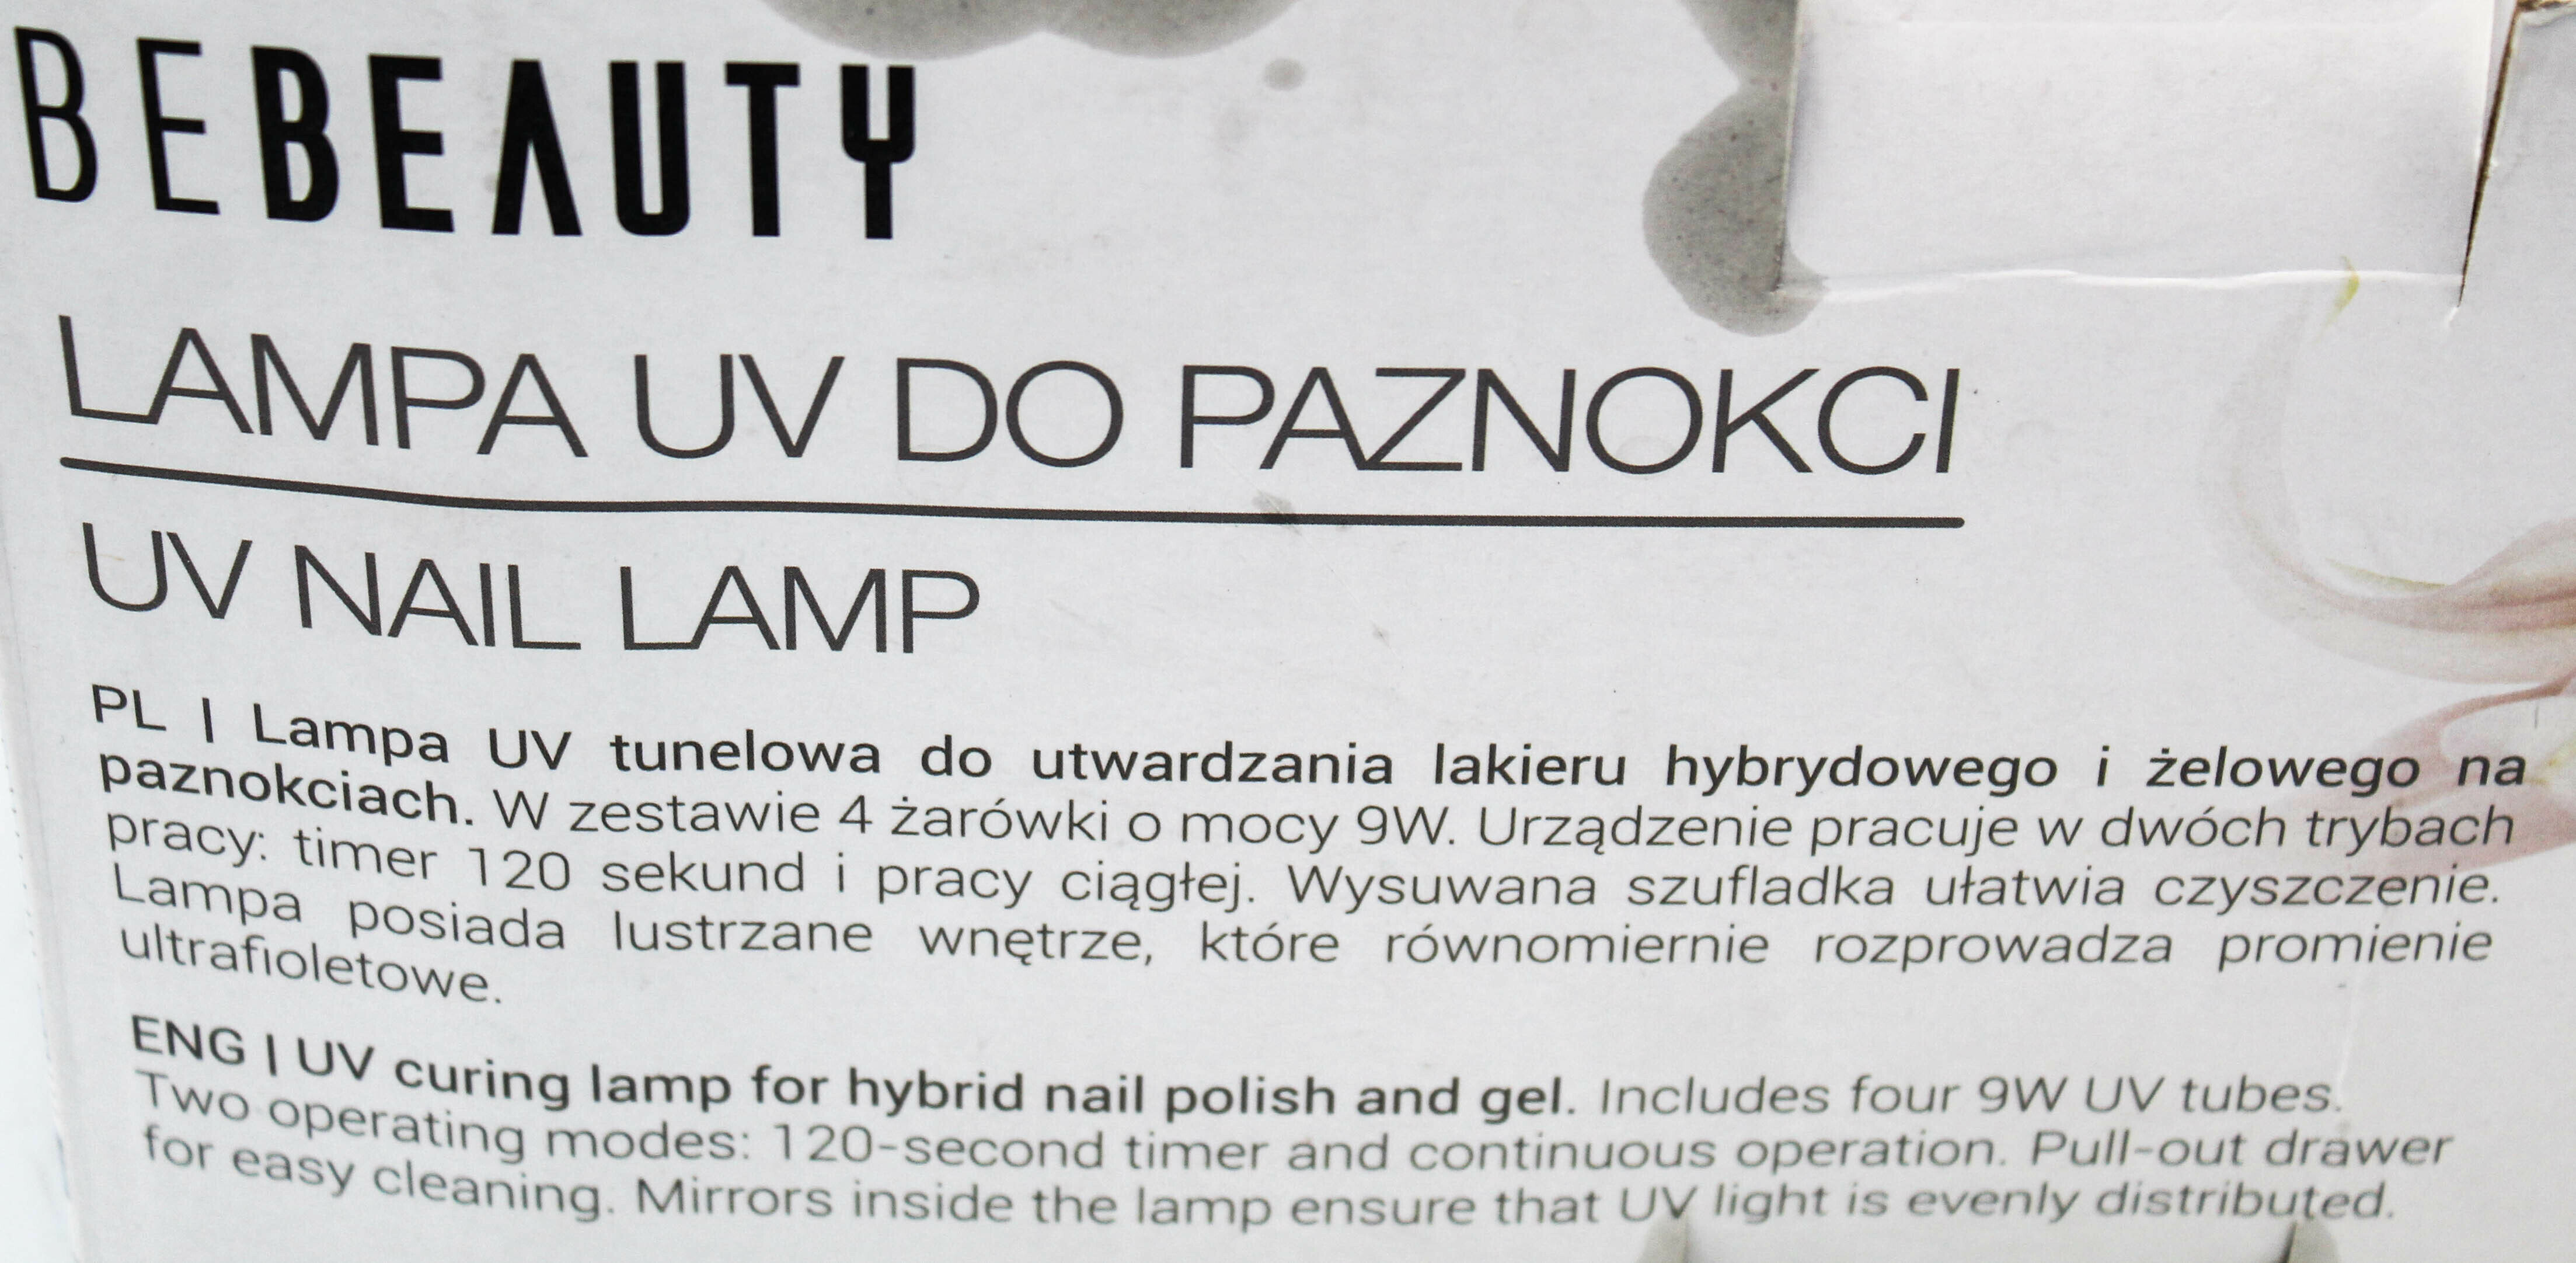 BEBEAUTY
LAMPA UV DO PAZNOKCI
UV NAIL LAMP
PL | Lampa UV tunelowa do utwardzania lakieru hybrydowego i żelowego na
paznokciach. W zestawie 4 żarówki o mocy 9W. Urządzenie pracuje w dwóch trybach
pracy: timer 120 sekund i pracy ciągłej. Wysuwana szufladka ułatwia czyszczenie.
Lampa posiada lustrzane wnętrze, które równomiernie rozprowadza promienie
ultrafioletowe.
ENG | UV curing lamp for hybrid nail polish and gel. Includes four 9W UV tubes.
Two operating modes: 120-second timer and continuous operation. Pull-out drawer
for easy cleaning. Mirrors inside the lamp ensure that UV light is evenly distributed.